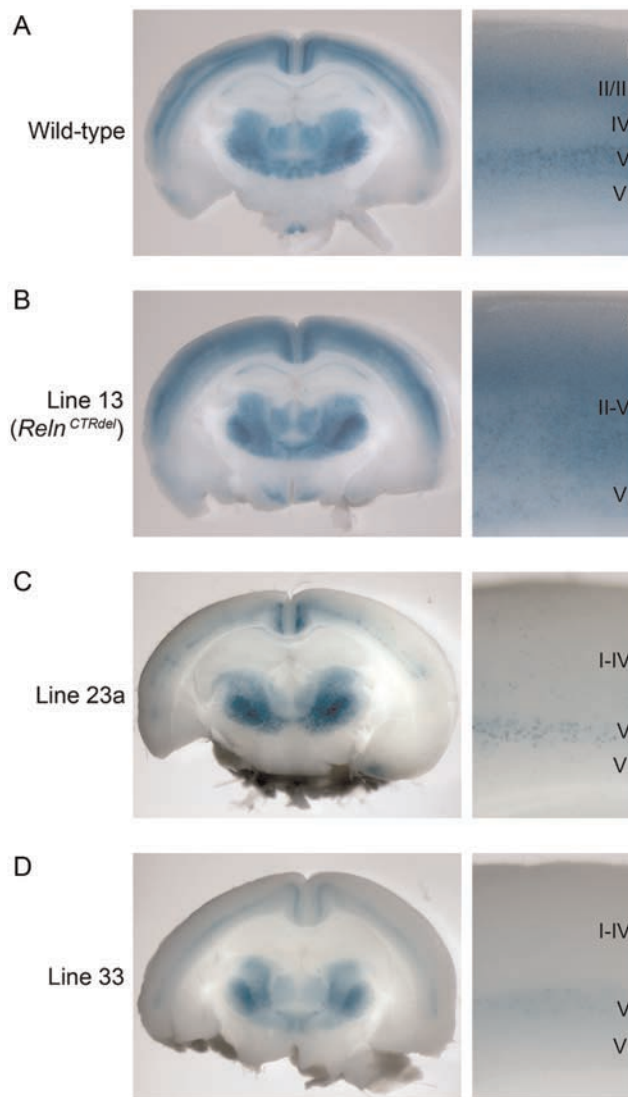 A
Wild-type
II/II
IV
V
V
B
Line 13
(Reln CTRdel)
II-V
V
C
Line 23a
I-IV
V
V
D
Line 33
I-IV
V
V